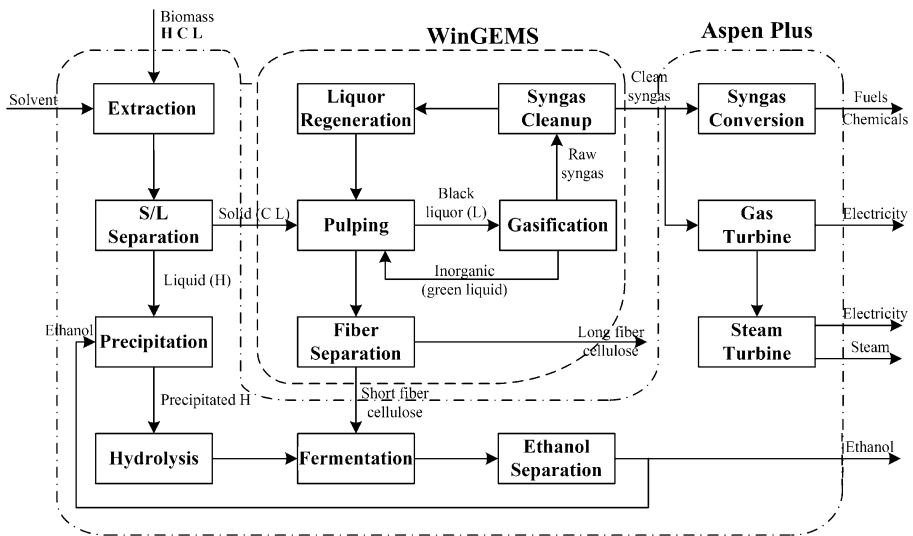 Biomass
H C L
WinGEMS
Aspen Plus
Solvent
Extraction
Liquor
Regeneration
Syngas
Cleanup
Clean
syngas
Syngas
Conversion
Fuels
Chemicals
Raw
syngas
S/L
Separation
Solid (C L)
Pulping
Black
liquor (L)
Gasification
Gas
Turbine
Electricity
Liquid (H)
Inorganic
(green liquid)
Ethanol
Precipitation
Fiber
Separation
Long fiber
cellulose
Steam
Turbine
Electricity
Steam
Precipitated H
Short fiber
cellulose
Hydrolysis
Fermentation
Ethanol
Separation
Ethanol